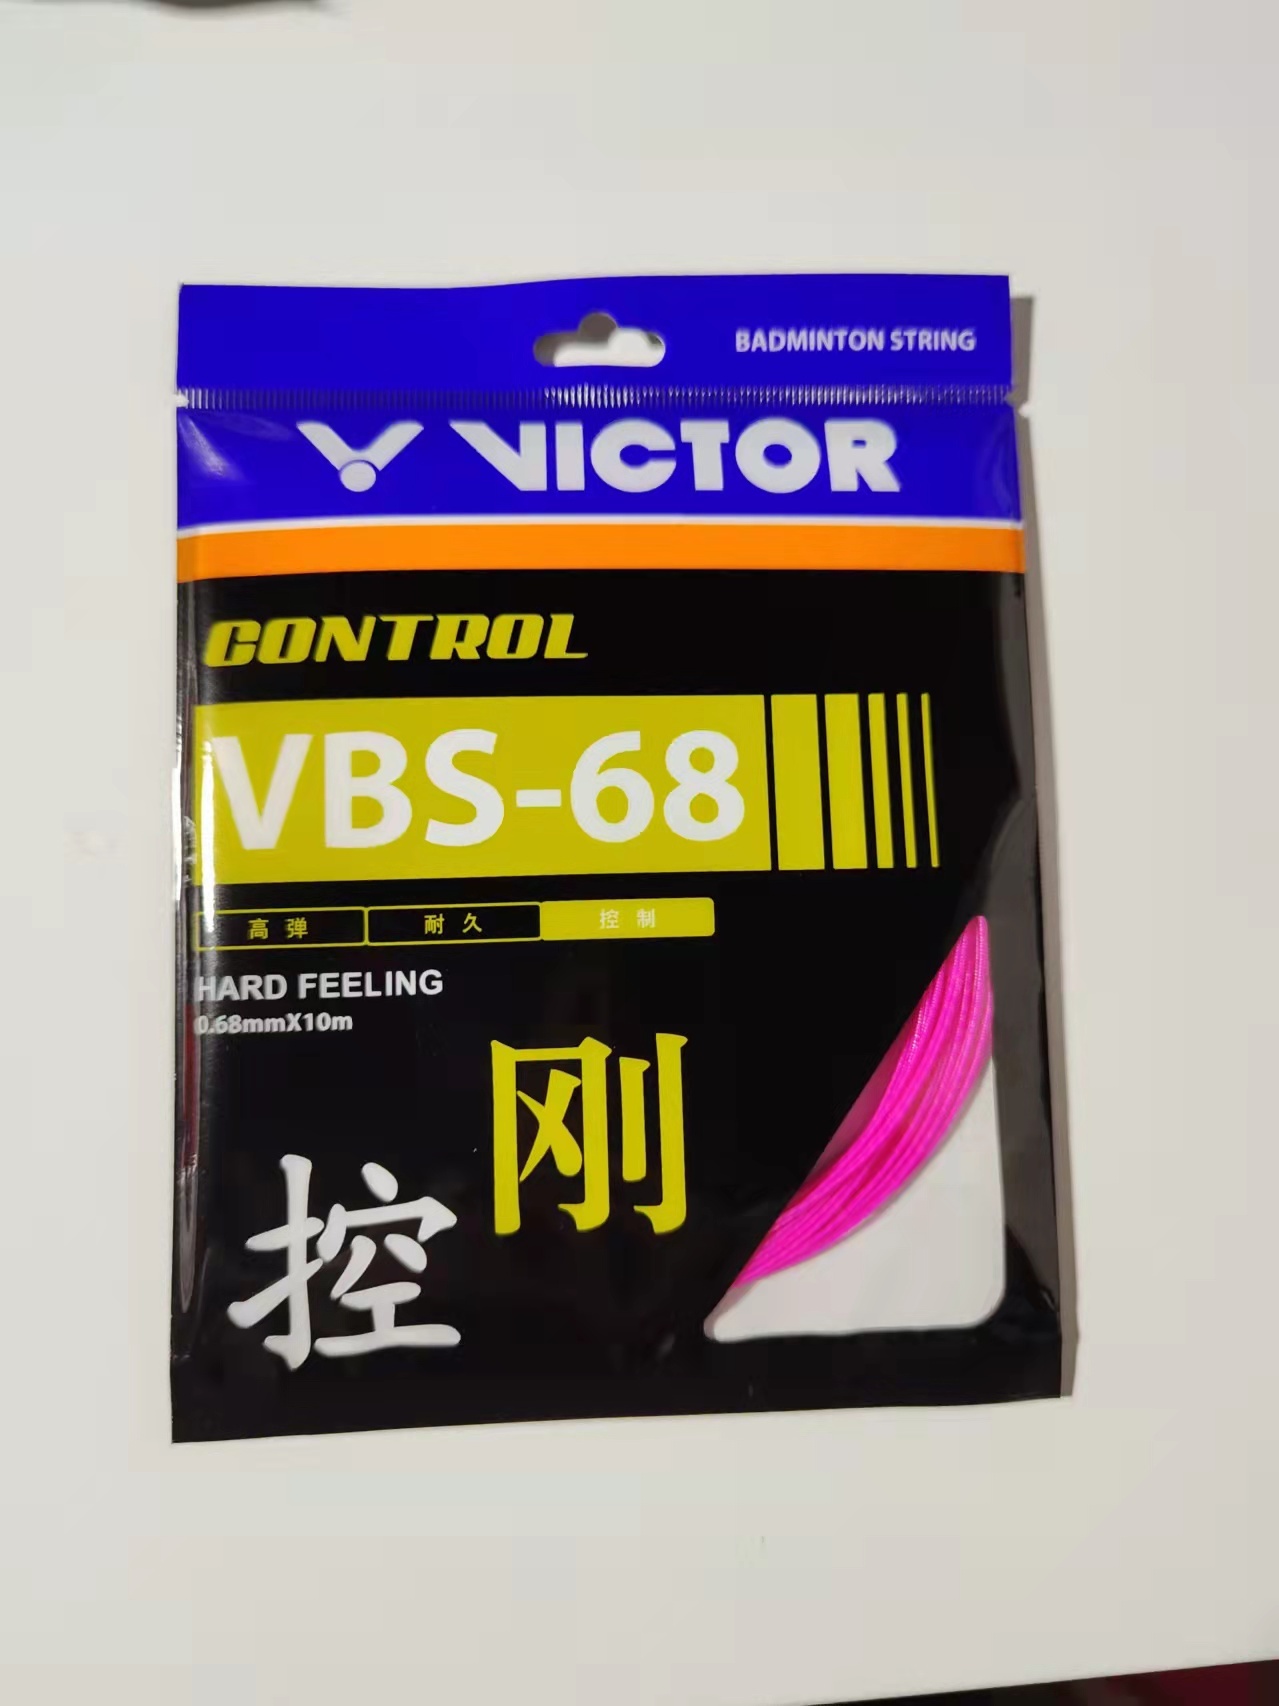 BADMINTON STRING
VICTOR
CONTROL
VBS-68
高弹 耐久 控制
HARD FEELING
0.68mmX10m
刚
控